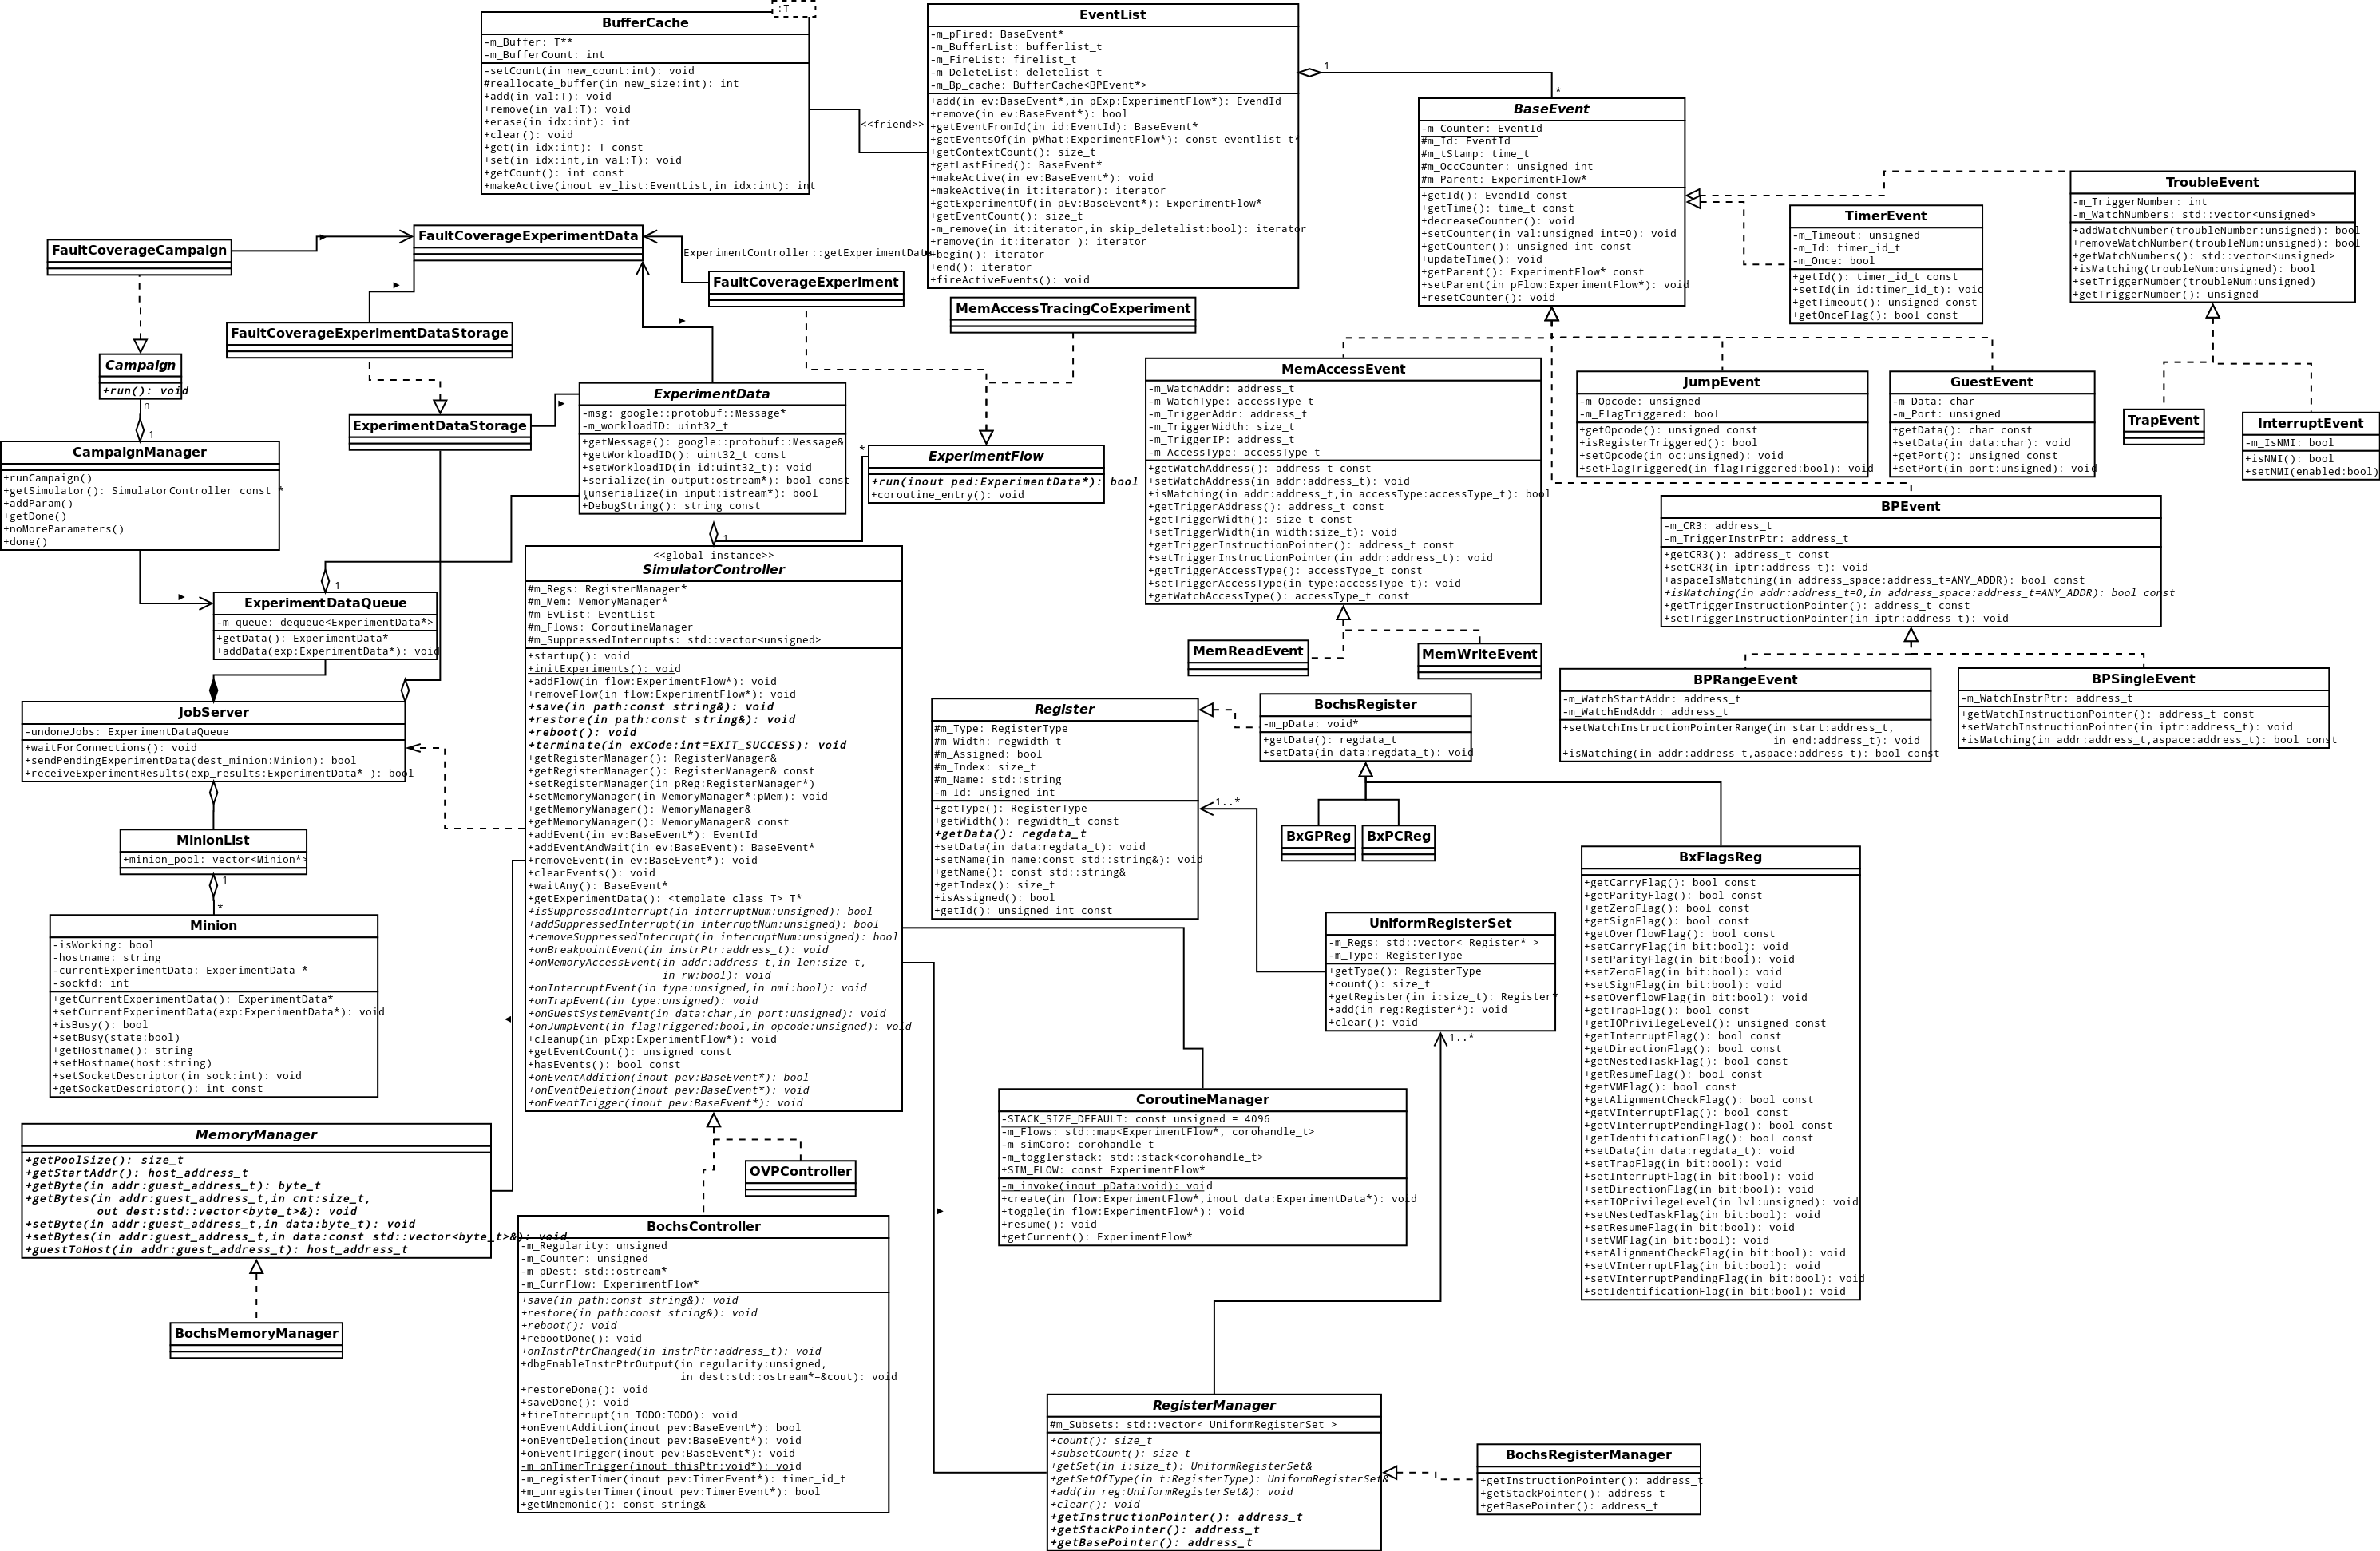 :T
BufferCache
-m_Buffer: T**
-m_BufferCount: int
-setCount(in new_count:int): void
#reallocate_buffer(in new_size:int): int
+add(in val:T): void
+remove(in val:T): void
+erase(in idx:int): int
+clear(): void
+get(in idx:int): T const
+set(in idx:int,in val:T): void
+getCount(): int const
+makeActive(inout ev_list:EventList,in idx:int): int
<<friend>>
EventList
-m_pFired: BaseEvent*
-m_BufferList: bufferlist_t
-m_FireList: firelist_t
-m_DeleteList: deletelist_t
-m_Bp_cache: BufferCache<BPEvent*>
+add(in ev:BaseEvent*,in pExp:ExperimentFlow*): EvendId
+remove(in ev:BaseEvent*): bool
+getEventFromId(in id:EventId): BaseEvent*
+getEventsOf(in pWhat:ExperimentFlow*): const eventlist_t*
+getContextCount(): size_t
+getLastFired(): BaseEvent*
+makeActive(in ev:BaseEvent*): void
+makeActive(in it:iterator): iterator
+getExperimentOf(in pEv:BaseEvent*): ExperimentFlow*
+getEventCount(): size_t
-m_remove(in it:iterator,in skip_deletelist:bool): iterator
+remove(in it:iterator ): iterator
+begin(): iterator
+end(): iterator
+fireActiveEvents(): void
1
*
BaseEvent
-m_Counter: EventId
#m_Id: EventId
#m_tStamp: time_t
#m_OccCounter: unsigned int
#m_Parent: ExperimentFlow*
+getId(): EvendId const
+getTime(): time_t const
+decreaseCounter(): void
+setCounter(in val:unsigned int=0): void
+getCounter(): unsigned int const
+updateTime(): void
+getParent(): ExperimentFlow* const
+setParent(in pFlow:ExperimentFlow*): void
+resetCounter(): void
TimerEvent
-m_Timeout: unsigned
-m_Id: timer_id_t
-m_Once: bool
+getId(): timer_id_t const
+setId(in id:timer_id_t): void
+getTimeout(): unsigned const
+getOnceFlag(): bool const
TroubleEvent
-m_TriggerNumber: int
-m_WatchNumbers: std::vector<unsigned>
+addWatchNumber(troubleNumber:unsigned): bool
+removeWatchNumber(troubleNum:unsigned): bool
+getWatchNumbers(): std::vector<unsigned>
+isMatching(troubleNum:unsigned): bool
+setTriggerNumber(troubleNum:unsigned)
+getTriggerNumber(): unsigned
FaultCoverageCampaign
FaultCoverageExperimentData
ExperimentController::getExperimentData
FaultCoverageExperiment
MemAccessTracingCoExperiment
FaultCoverageExperimentDataStorage
Campaign
+run(): void
n
1
ExperimentDataStorage
ExperimentData
-msg: google::protobuf::Message*
-m_workloadID: uint32_t
+getMessage(): google::protobuf::Message&
+getWorkloadID(): uint32_t const
+setWorkloadID(in id:uint32_t): void
+serialize(in output:ostream*): bool const
+unserialize(in input:istream*): bool
+DebugString(): string const
*
*
1
ExperimentFlow
+run(inout ped:ExperimentData*): bool
+coroutine_entry(): void
MemAccessEvent
-m_WatchAddr: address_t
-m_WatchType: accessType_t
-m_TriggerAddr: address_t
-m_TriggerWidth: size_t
-m_TriggerIP: address_t
-m_AccessType: accessType_t
+getWatchAddress(): address_t const
+setWatchAddress(in addr:address_t): void
+isMatching(in addr:address_t,in accessType:accessType_t): bool
+getTriggerAddress(): address_t const
+getTriggerWidth(): size_t const
+setTriggerWidth(in width:size_t): void
+getTriggerInstructionPointer(): address_t const
+setTriggerInstructionPointer(in addr:address_t): void
+getTriggerAccessType(): accessType_t const
+setTriggerAccessType(in type:accessType_t): void
+getWatchAccessType(): accessType_t const
JumpEvent
-m_Opcode: unsigned
-m_FlagTriggered: bool
+getOpcode(): unsigned const
+isRegisterTriggered(): bool
+setOpcode(in oc:unsigned): void
+setFlagTriggered(in flagTriggered:bool): void
GuestEvent
-m_Data: char
-m_Port: unsigned
+getData(): char const
+setData(in data:char): void
+getPort(): unsigned const
+setPort(in port:unsigned): void
TrapEvent
InterruptEvent
-m_IsNMI: bool
+isNMI(): bool
+setNMI(enabled:bool)
CampaignManager
+runCampaign()
+getSimulator(): SimulatorController const *
+addParam()
+getDone()
+noMoreParameters()
+done()
BPEvent
-m_CR3: address_t
-m_TriggerInstrPtr: address_t
+getCR3(): address_t const
+setCR3(in iptr:address_t): void
+aspaceIsMatching(in address_space:address_t=ANY_ADDR): bool const
+isMatching(in addr:address_t=0,in address_space:address_t=ANY_ADDR): bool const
+getTriggerInstructionPointer(): address_t const
+setTriggerInstructionPointer(in iptr:address_t): void
1
ExperimentDataQueue
-m_queue: dequeue<ExperimentData*>
+getData(): ExperimentData*
+addData(exp:ExperimentData*): void
<<global instance>>
SimulatorController
#m_Regs: RegisterManager*
#m_Mem: MemoryManager*
#m_EvList: EventList
#m_Flows: CoroutineManager
#m_SuppressedInterrupts: std::vector<unsigned>
+startup(): void
+initExperiments(): void
+addFlow(in flow:ExperimentFlow*): void
+removeFlow(in flow:ExperimentFlow*): void
+save(in path:const string&): void
+restore(in path:const string&): void
+reboot(): void
+terminate(in exCode:int=EXIT_SUCCESS): void
+getRegisterManager(): RegisterManager&
+getRegisterManager(): RegisterManager& const
+setRegisterManager(in pReg:RegisterManager*)
+setMemoryManager(in MemoryManager*:pMem): void
+getMemoryManager(): MemoryManager&
+getMemoryManager(): MemoryManager& const
+addEvent(in ev:BaseEvent*): EventId
+addEventAndWait(in ev:BaseEvent): BaseEvent*
+removeEvent(in ev:BaseEvent*): void
+clearEvents(): void
+waitAny(): BaseEvent*
+getExperimentData(): <template class T> T*
+isSuppressedInterrupt(in interruptNum:unsigned): bool
+addSuppressedInterrupt(in interruptNum:unsigned): bool
+removeSuppressedInterrupt(in interruptNum:unsigned): bool
+onBreakpointEvent(in instrPtr:address_t): void
+onMemoryAccessEvent(in addr:address_t,in len:size_t,
in rw:bool): void
+onInterruptEvent(in type:unsigned,in nmi:bool): void
+onTrapEvent(in type:unsigned): void
+onGuestSystemEvent(in data:char,in port:unsigned): void
+onJumpEvent(in flagTriggered:bool,in opcode:unsigned): void
+cleanup(in pExp:ExperimentFlow*): void
+getEventCount(): unsigned const
+hasEvents(): bool const
+onEventAddition(inout pev:BaseEvent*): bool
+onEventDeletion(inout pev:BaseEvent*): void
+onEventTrigger(inout pev:BaseEvent*): void
MemReadEvent
MemWriteEvent
BPRangeEvent
-m_WatchStartAddr: address_t
-m_WatchEndAddr: address_t
+setWatchInstructionPointerRange(in start:address_t,
in end:address_t): void
+isMatching(in addr:address_t,aspace:address_t): bool const
BPSingleEvent
-m_WatchInstrPtr: address_t
+getWatchInstructionPointer(): address_t const
+setWatchInstructionPointer(in iptr:address_t): void
+isMatching(in addr:address_t,aspace:address_t): bool const
JobServer
-undoneJobs: ExperimentDataQueue
+waitForConnections(): void
+sendPendingExperimentData(dest_minion:Minion): bool
+receiveExperimentResults(exp_results:ExperimentData* ): bool
Register
#m_Type: RegisterType
#m_Width: regwidth_t
#m_Assigned: bool
#m_Index: size_t
#m_Name: std::string
-m_Id: unsigned int
+getType(): RegisterType
+getWidth(): regwidth_t const
+getData(): regdata_t
+setData(in data:regdata_t): void
+setName(in name:const std::string&): void
+getName(): const std::string&
+getIndex(): size_t
+isAssigned(): bool
+getId(): unsigned int const
1..*
BochsRegister
-m_pData: void*
+getData(): regdata_t
+setData(in data:regdata_t): void
BxGPReg
BxPCReg
MinionList
+minion_pool: vector<Minion*>
1
*
Minion
-isWorking: bool
-hostname: string
-currentExperimentData: ExperimentData *
-sockfd: int
+getCurrentExperimentData(): ExperimentData*
+setCurrentExperimentData(exp:ExperimentData*): void
+isBusy(): bool
+setBusy(state:bool)
+getHostname(): string
+setHostname(host:string)
+setSocketDescriptor(in sock:int): void
+getSocketDescriptor(): int const
BxFlagsReg
+getCarryFlag(): bool const
+getParityFlag(): bool const
+getZeroFlag(): bool const
+getSignFlag(): bool const
+getOverflowFlag(): bool const
+setCarryFlag(in bit:bool): void
+setParityFlag(in bit:bool): void
+setZeroFlag(in bit:bool): void
+setSignFlag(in bit:bool): void
+setOverflowFlag(in bit:bool): void
+getTrapFlag(): bool const
+getIOPrivilegeLevel(): unsigned const
+getInterruptFlag(): bool const
+getDirectionFlag(): bool const
+getNestedTaskFlag(): bool const
+getResumeFlag(): bool const
+getVMFlag(): bool const
+getAlignmentCheckFlag(): bool const
+getVInterruptFlag(): bool const
+getVInterruptPendingFlag(): bool const
+getIdentificationFlag(): bool const
+setData(in data:regdata_t): void
+setTrapFlag(in bit:bool): void
+setInterruptFlag(in bit:bool): void
+setDirectionFlag(in bit:bool): void
+setIOPrivilegeLevel(in lvl:unsigned): void
+setNestedTaskFlag(in bit:bool): void
+setResumeFlag(in bit:bool): void
+setVMFlag(in bit:bool): void
+setAlignmentCheckFlag(in bit:bool): void
+setVInterruptFlag(in bit:bool): void
+setVInterruptPendingFlag(in bit:bool): void
+setIdentificationFlag(in bit:bool): void
UniformRegisterSet
-m_Regs: std::vector< Register* >
-m_Type: RegisterType
+getType(): RegisterType
+count(): size_t
+getRegister(in i:size_t): Register*
+add(in reg:Register*): void
+clear(): void
1..*
CoroutineManager
-STACK_SIZE_DEFAULT: const unsigned = 4096
-m_Flows: std::map<ExperimentFlow*, corohandle_t>
-m_simCoro: corohandle_t
-m_togglerstack: std::stack<corohandle_t>
+SIM_FLOW: const ExperimentFlow*
-m_invoke(inout pData:void): void
+create(in flow:ExperimentFlow*,inout data:ExperimentData*): void
+toggle(in flow:ExperimentFlow*): void
+resume(): void
+getCurrent(): ExperimentFlow*
MemoryManager
+getPoolSize(): size_t
+getStartAddr(): host_address_t
+getByte(in addr:guest_address_t): byte_t
+getBytes(in addr:guest_address_t,in cnt:size_t,
out dest:std::vector<byte_t>&): void
+setByte(in addr:guest_address_t,in data:byte_t): void
+setBytes(in addr:guest_address_t,in data:const std::vector<byte_t>&): void
+guestToHost(in addr:guest_address_t): host_address_t
BochsMemoryManager
OVPController
BochsController
-m_Regularity: unsigned
-m_Counter: unsigned
-m_pDest: std::ostream*
-m_CurrFlow: ExperimentFlow*
+save(in path:const string&): void
+restore(in path:const string&): void
+reboot(): void
+rebootDone(): void
+onInstrPtrChanged(in instrPtr:address_t): void
+dbgEnableInstrPtrOutput(in regularity:unsigned,
in dest:std::ostream*=&cout): void
+restoreDone(): void
+saveDone(): void
+fireInterrupt(in TODO:TODO): void
+onEventAddition(inout pev:BaseEvent*): bool
+onEventDeletion(inout pev:BaseEvent*): void
+onEventTrigger(inout pev:BaseEvent*): void
-m_onTimerTrigger(inout thisPtr:void*): void
-m_registerTimer(inout pev:TimerEvent*): timer_id_t
+m_unregisterTimer(inout pev:TimerEvent*): bool
+getMnemonic(): const string&
RegisterManager
#m_Subsets: std::vector< UniformRegisterSet >
+count(): size_t
+subsetCount(): size_t
+getSet(in i:size_t): UniformRegisterSet&
+getSetOfType(in t:RegisterType): UniformRegisterSet&
+add(in reg:UniformRegisterSet&): void
+clear(): void
+getInstructionPointer(): address_t
+getStackPointer(): address_t
+getBasePointer(): address_t
BochsRegisterManager
+getInstructionPointer(): address_t
+getStackPointer(): address_t
+getBasePointer(): address_t